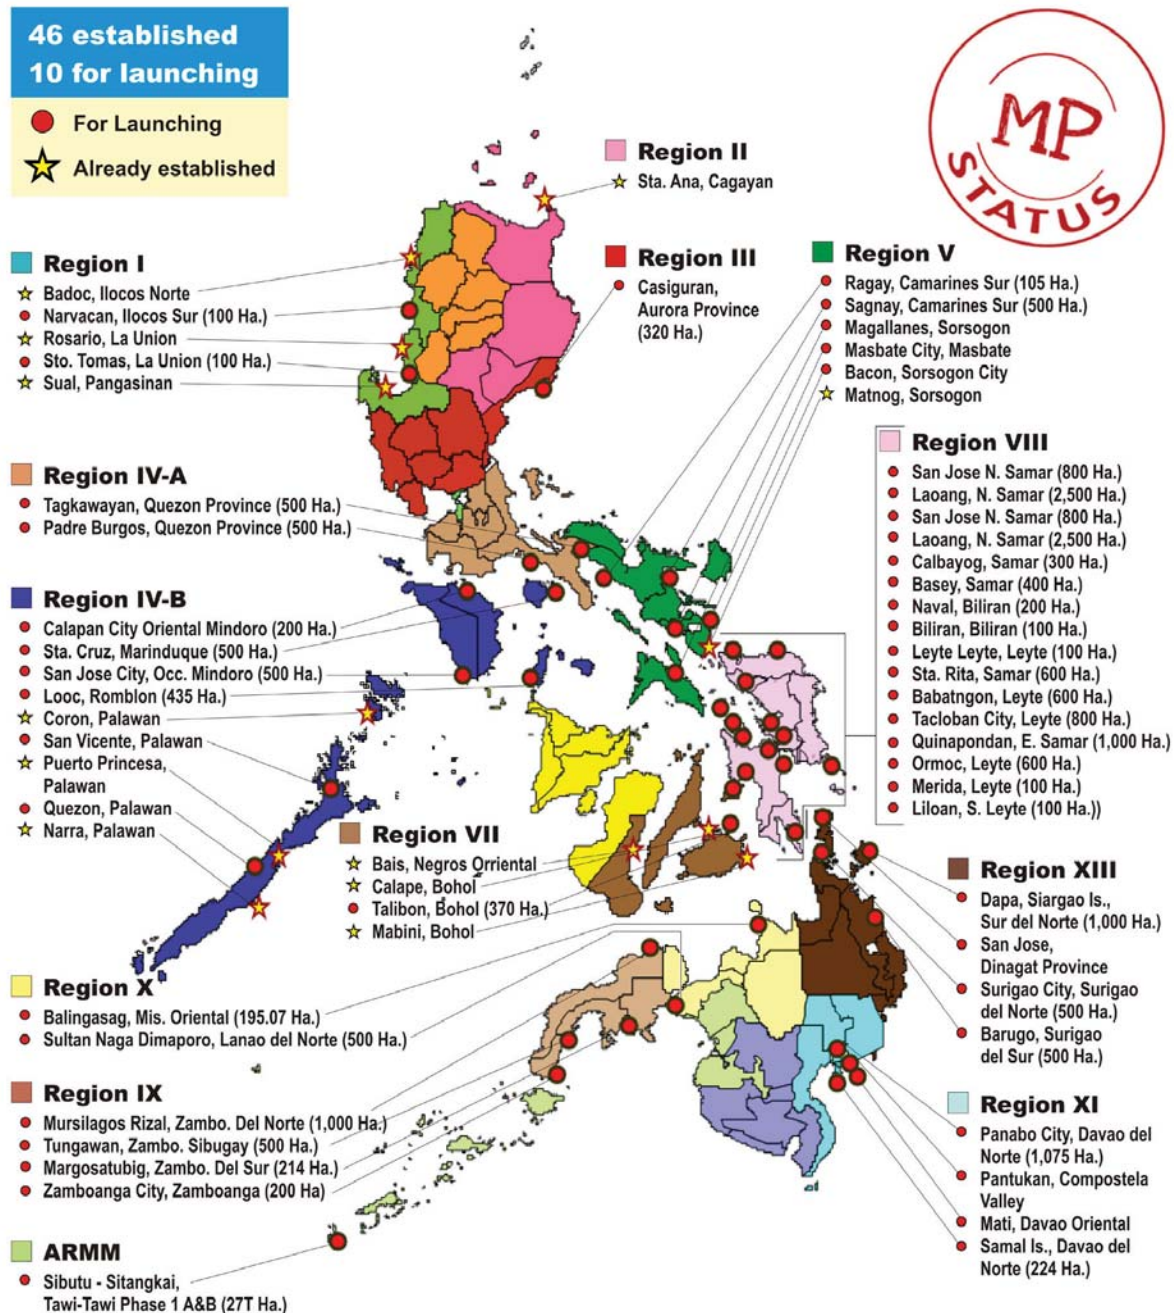 46 established
10 for launching
For Launching
Already established
MP
STATUS
Region II
Sta. Ana, Cagayan
Region I
Badoc, Ilocos Norte
Narvacan, Ilocos Sur (100 Ha.)
Rosario, La Union
Sto. Tomas, La Union (100 Ha.)
Sual, Pangasinan
Region III
Casiguran,
Aurora Province
(320 Ha.)
Region V
Ragay, Camarines Sur (105 Ha.)
Sagnay, Camarines Sur (500 Ha.)
Magallanes, Sorsogon
Masbate City, Masbate
Bacon, Sorsogon City
Matnog, Sorsogon
Region IV-A
Tagkawayan, Quezon Province (500 Ha.)
Padre Burgos, Quezon Province (500 Ha.)
Region VIII
San Jose N. Samar (800 Ha.)
Laoang, N. Samar (2,500 Ha.)
San Jose N. Samar (800 Ha.)
Laoang, N. Samar (2,500 Ha.)
Calbayog, Samar (300 Ha.)
Basey, Samar (400 Ha.)
Naval, Biliran (200 Ha.)
Biliran, Biliran (100 Ha.)
Leyte Leyte, Leyte (100 Ha.)
Sta. Rita, Samar (600 Ha.)
Babatngon, Leyte (600 Ha.)
Tacloban City, Leyte (800 Ha.)
Quinapondan, E. Samar (1,000 Ha.)
Ormoc, Leyte (600 Ha.)
Merida, Leyte (100 Ha.)
Liloan, S. Leyte (100 Ha.))
Region IV-B
Calapan City Oriental Mindoro (200 Ha.)
Sta. Cruz, Marinduque (500 Ha.)
San Jose City, Occ. Mindoro (500 Ha.)
Looc, Romblon (435 Ha.)
Coron, Palawan
San Vicente, Palawan
Puerto Princesa,
Palawan
Quezon, Palawan
Narra, Palawan
Region VII
Bais, Negros Orriental
Calape, Bohol
Talibon, Bohol (370 Ha.)
Mabini, Bohol
Region XIII
Dapa, Siargao Is.,
Sur del Norte (1,000 Ha.)
San Jose,
Dinagat Province
Surigao City, Surigao
del Norte (500 Ha.)
Barugo, Surigao
del Sur (500 Ha.)
Region X
Balingasag, Mis. Oriental (195.07 Ha.)
Sultan Naga Dimaporo, Lanao del Norte (500 Ha.)
Region IX
Mursilagos Rizal, Zambo. Del Norte (1,000 Ha.)
Tungawan, Zambo. Sibugay (500 Ha.)
Margosatubig, Zambo. Del Sur (214 Ha.)
Zamboanga City, Zamboanga (200 Ha)
Region XI
Panabo City, Davao del
Norte (1,075 Ha.)
Pantukan, Compostela
Valley
Mati, Davao Oriental
Samal Is., Davao del
Norte (224 Ha.)
ARMM
Sibutu - Sitangkai,
Tawi-Tawi Phase 1 A&B (27T Ha.)